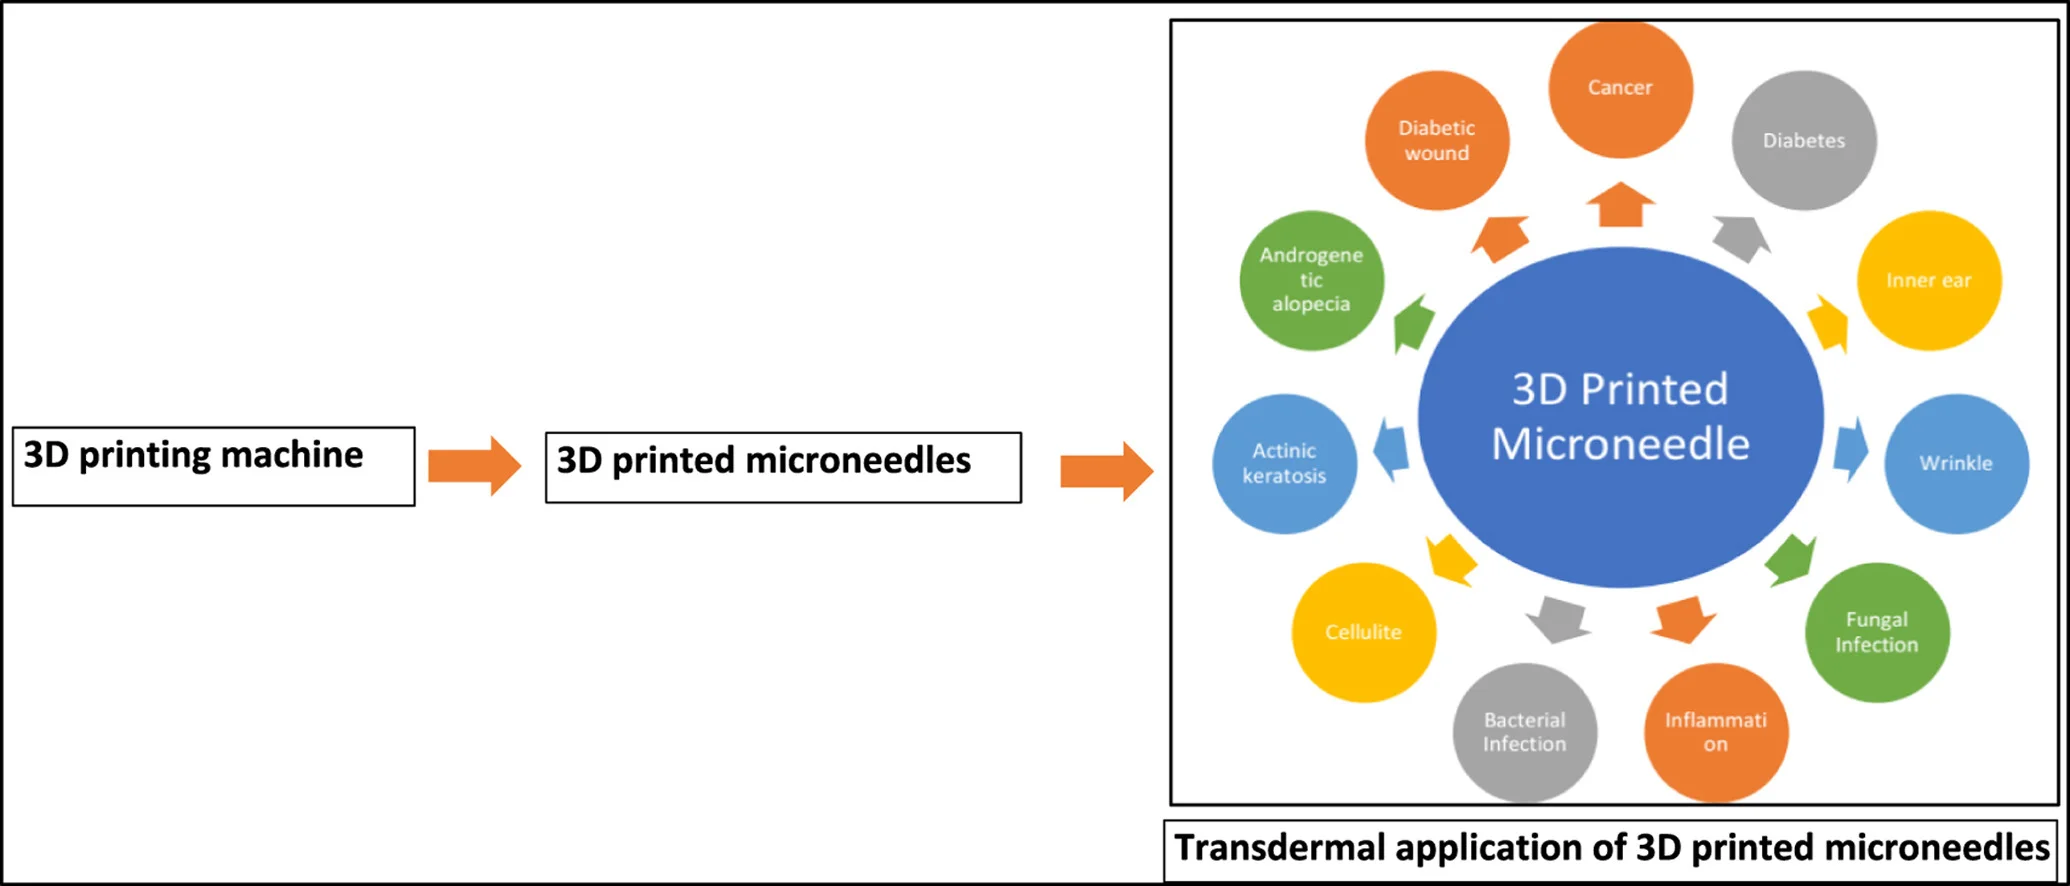 3D printing machine
3D printed microneedles
Cancer
Diabetes
Inner ear
Wrinkle
Fungal
Infection
Inflammati
on
Bacterial
Infection
Cellulite
Actinic
keratosis
Androgene
tic
alopecia
Diabetic
wound
3D Printed
Microneedle
Transdermal application of 3D printed microneedles